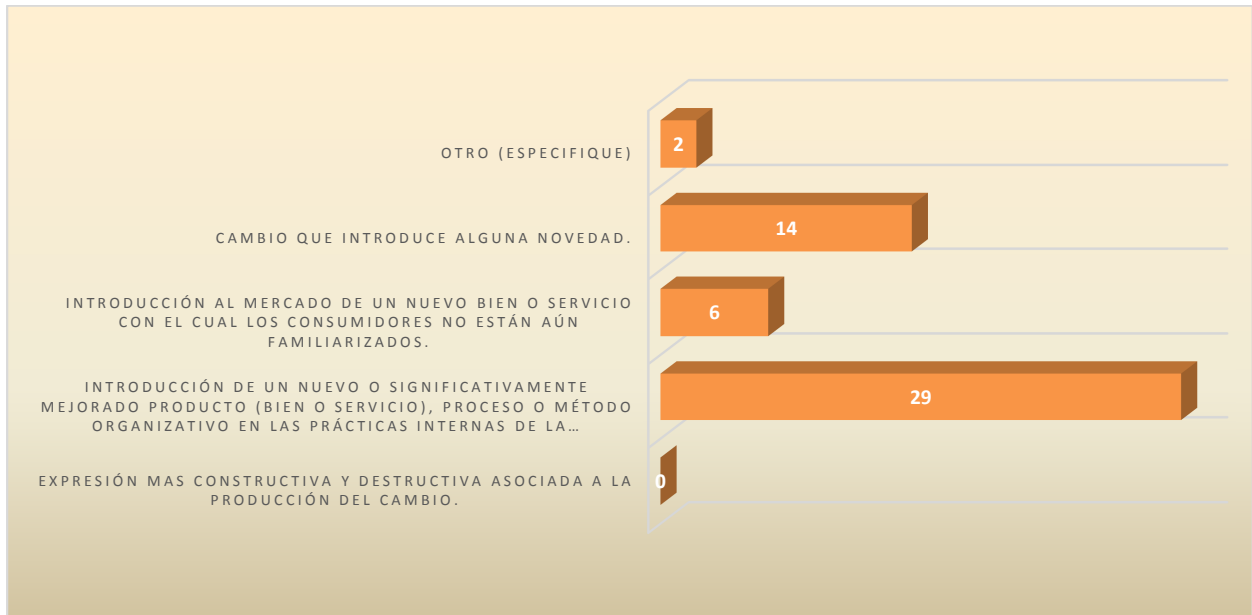 OTRO (ESPECIFIQUE)
2
CAMBIO QUE INTRODUCE ALGUNA NOVEDAD.
14
INTRODUCCIÓN AL MERCADO DE UN NUEVO BIEN O SERVICIO
CON EL CUAL LOS CONSUMIDORES NO ESTÁN AÚN
FAMILIARIZADOS.
6
INTRODUCCIÓN DE UN NUEVO O SIGNIFICATIVAMENTE
MEJORADO PRODUCTO (BIEN O SERVICIO), PROCESO O MÉTODO
ORGANIZATIVO EN LAS PRÁCTICAS INTERNAS DE LA…
29
EXPRESIÓN MAS CONSTRUCTIVA Y DESTRUCTIVA ASOCIADA A LA
PRODUCCIÓN DEL CAMBIO.
0